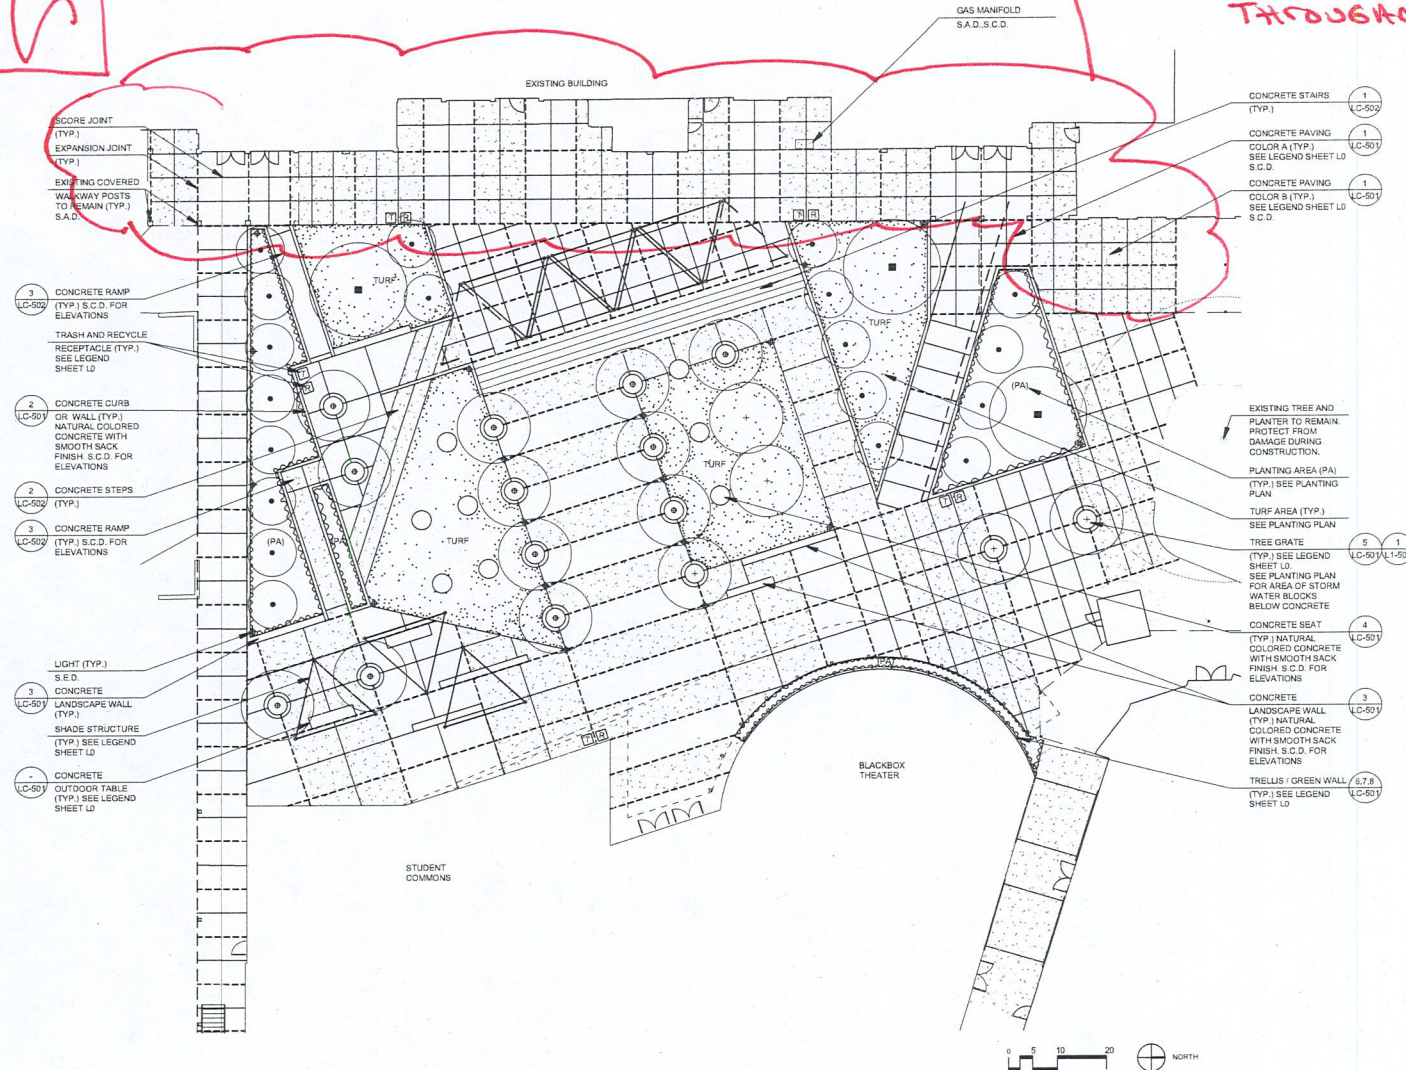 GAS MANIFOLD
S.A.D.,S.C.D.
EXISTING BUILDING
SCORE JOINT
(TYP.)
EXPANSION JOINT
(TYP.)
EXISTING COVERED
WALKWAY POSTS
TO REMAIN (TYP.)
S.A.D.
3
LC-502
CONCRETE RAMP
(TYP.) S.C.D. FOR
ELEVATIONS
TRASH AND RECYCLE
RECEPTACLE (TYP.)
SEE LEGEND
SHEET L0
2
LC-501
CONCRETE CURB
OR WALL (TYP.)
NATURAL COLORED
CONCRETE WITH
SMOOTH SACK
FINISH. S.C.D. FOR
ELEVATIONS
2
LC-502
CONCRETE STEPS
(TYP.)
3
LC-502
CONCRETE RAMP
(TYP.) S.C.D. FOR
ELEVATIONS
LIGHT (TYP.)
S.E.D.
3
LC-501
CONCRETE
LANDSCAPE WALL
(TYP.)
SHADE STRUCTURE
(TYP.) SEE LEGEND
SHEET L0
-
LC-501
CONCRETE
OUTDOOR TABLE
(TYP.) SEE LEGEND
SHEET L0
T R
T R
T
R
T R
T R
TURF
TURF
TURF
TURF
(PA)
(PA)
(PA)
BLACKBOX
THEATER
STUDENT
COMMONS
CONCRETE STAIRS
(TYP.)
1
LC-502
CONCRETE PAVING
COLOR A (TYP.)
SEE LEGEND SHEET L0
S.C.D.
1
LC-501
CONCRETE PAVING
COLOR B (TYP.)
SEE LEGEND SHEET L0
S.C.D.
1
LC-501
EXISTING TREE AND
PLANTER TO REMAIN.
PROTECT FROM
DAMAGE DURING
CONSTRUCTION.
PLANTING AREA (PA)
(TYP.) SEE PLANTING
PLAN
TURF AREA (TYP.)
SEE PLANTING PLAN
TREE GRATE
(TYP.) SEE LEGEND
SHEET L0.
SEE PLANTING PLAN
FOR AREA OF STORM
WATER BLOCKS
BELOW CONCRETE
5
LC-501
1
CONCRETE SEAT
(TYP.) NATURAL
COLORED CONCRETE
WITH SMOOTH SACK
FINISH. S.C.D. FOR
ELEVATIONS
4
LC-501
CONCRETE
LANDSCAPE WALL
(TYP.) NATURAL
COLORED CONCRETE
WITH SMOOTH SACK
FINISH. S.C.D. FOR
ELEVATIONS
3
LC-501
TRELLIS / GREEN WALL
(TYP.) SEE LEGEND
SHEET L0
6,7,8
LC-501
0 5 10 20
NORTH